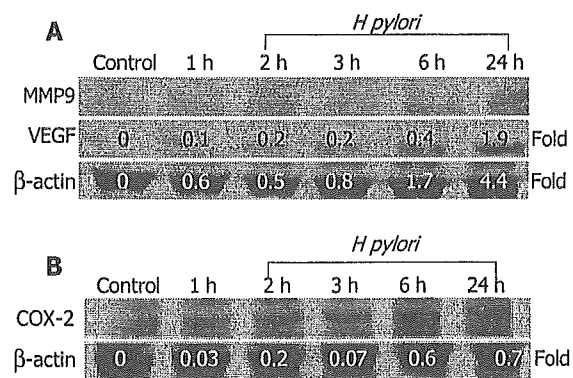 A
H pylori
Control 1 h 2 h 3 h 6 h 24 h
MMP9
VEGF 0 0.1 0.2 0.2 0.4 1.9 Fold
β-actin 0 0.6 0.5 0.8 1.7 4.4 Fold
B
H pylori
Control 1 h 2 h 3 h 6 h 24 h
COX-2
β-actin 0 0.03 0.2 0.07 0.6 0.7 Fold